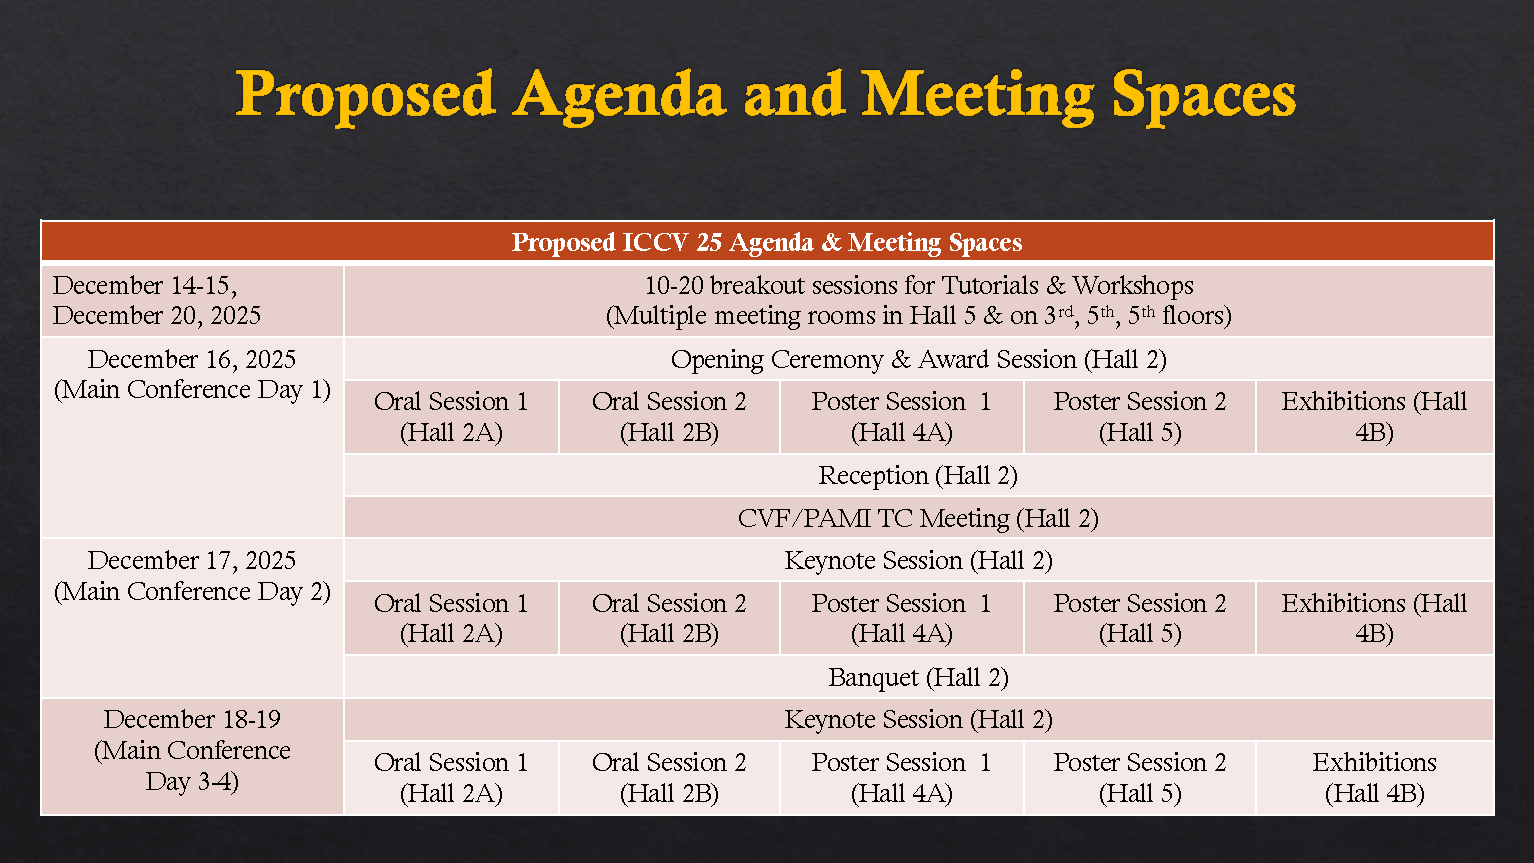 Proposed Agenda and Meeting Spaces
Proposed ICCV 25 Agenda & Meeting Spaces
December 14-15,
December 20, 2025
10-20 breakout sessions for Tutorials & Workshops
(Multiple meeting rooms in Hall 5 & on 3rd, 5th, 5th floors)
December 16, 2025
(Main Conference Day 1)
Opening Ceremony & Award Session (Hall 2)
Oral Session 1
(Hall 2A)
Oral Session 2
(Hall 2B)
Poster Session 1
(Hall 4A)
Poster Session 2
(Hall 5)
Exhibitions (Hall
4B)
Reception (Hall 2)
CVF/PAMI TC Meeting (Hall 2)
December 17, 2025
(Main Conference Day 2)
Keynote Session (Hall 2)
Oral Session 1
(Hall 2A)
Oral Session 2
(Hall 2B)
Poster Session 1
(Hall 4A)
Poster Session 2
(Hall 5)
Exhibitions (Hall
4B)
Banquet (Hall 2)
December 18-19
(Main Conference
Day 3-4)
Keynote Session (Hall 2)
Oral Session 1
(Hall 2A)
Oral Session 2
(Hall 2B)
Poster Session 1
(Hall 4A)
Poster Session 2
(Hall 5)
Exhibitions
(Hall 4B)